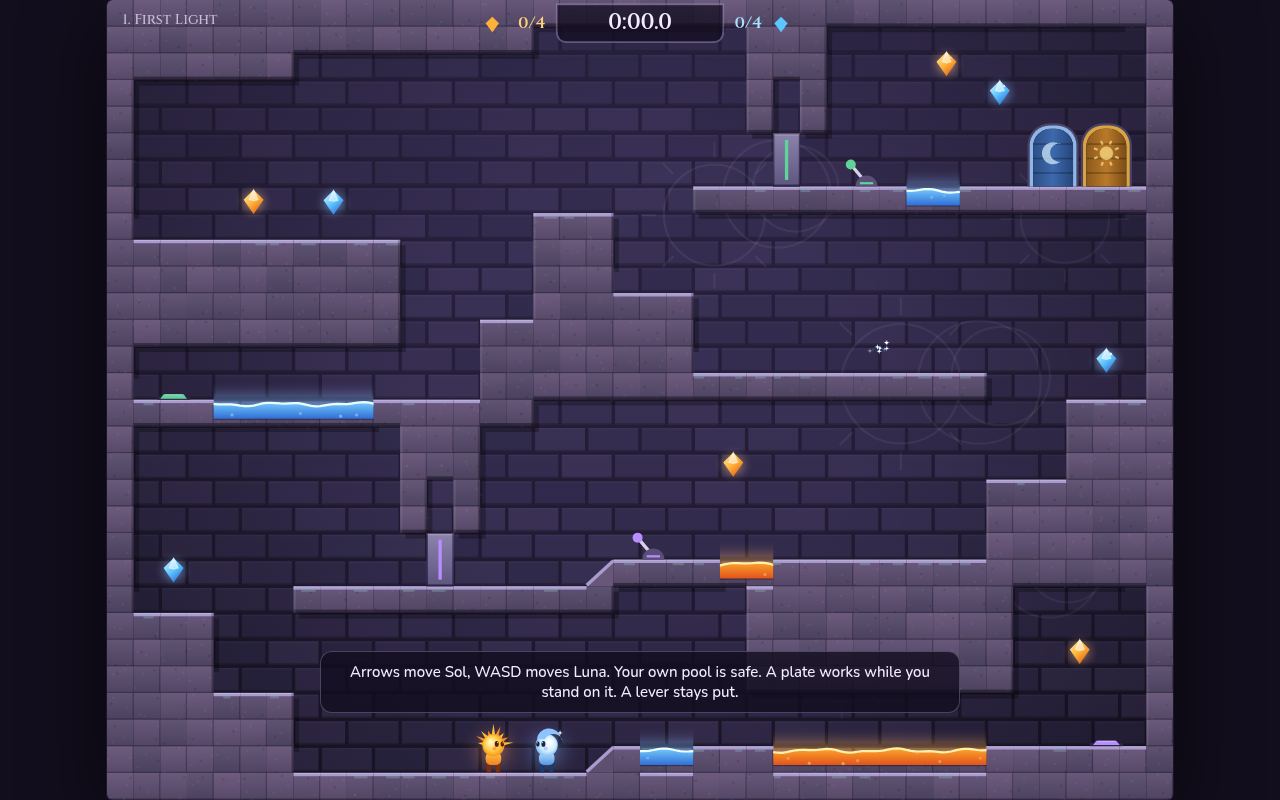 1. First Light
0/4
0:00.0
0/4
Arrows move Sol, WASD moves Luna. Your own pool is safe. A plate works while you
stand on it. A lever stays put.